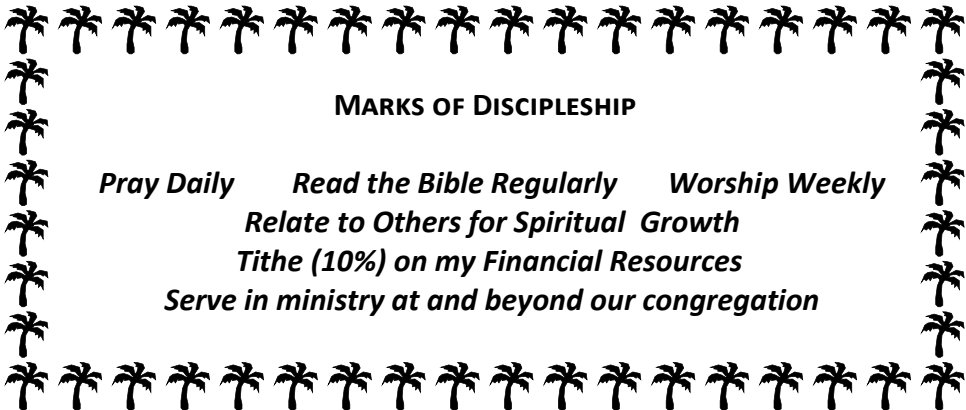 MARKS OF DISCIPLESHIP
Pray Daily Read the Bible Regularly Worship Weekly
Relate to Others for Spiritual Growth
Tithe (10%) on my Financial Resources
Serve in ministry at and beyond our congregation